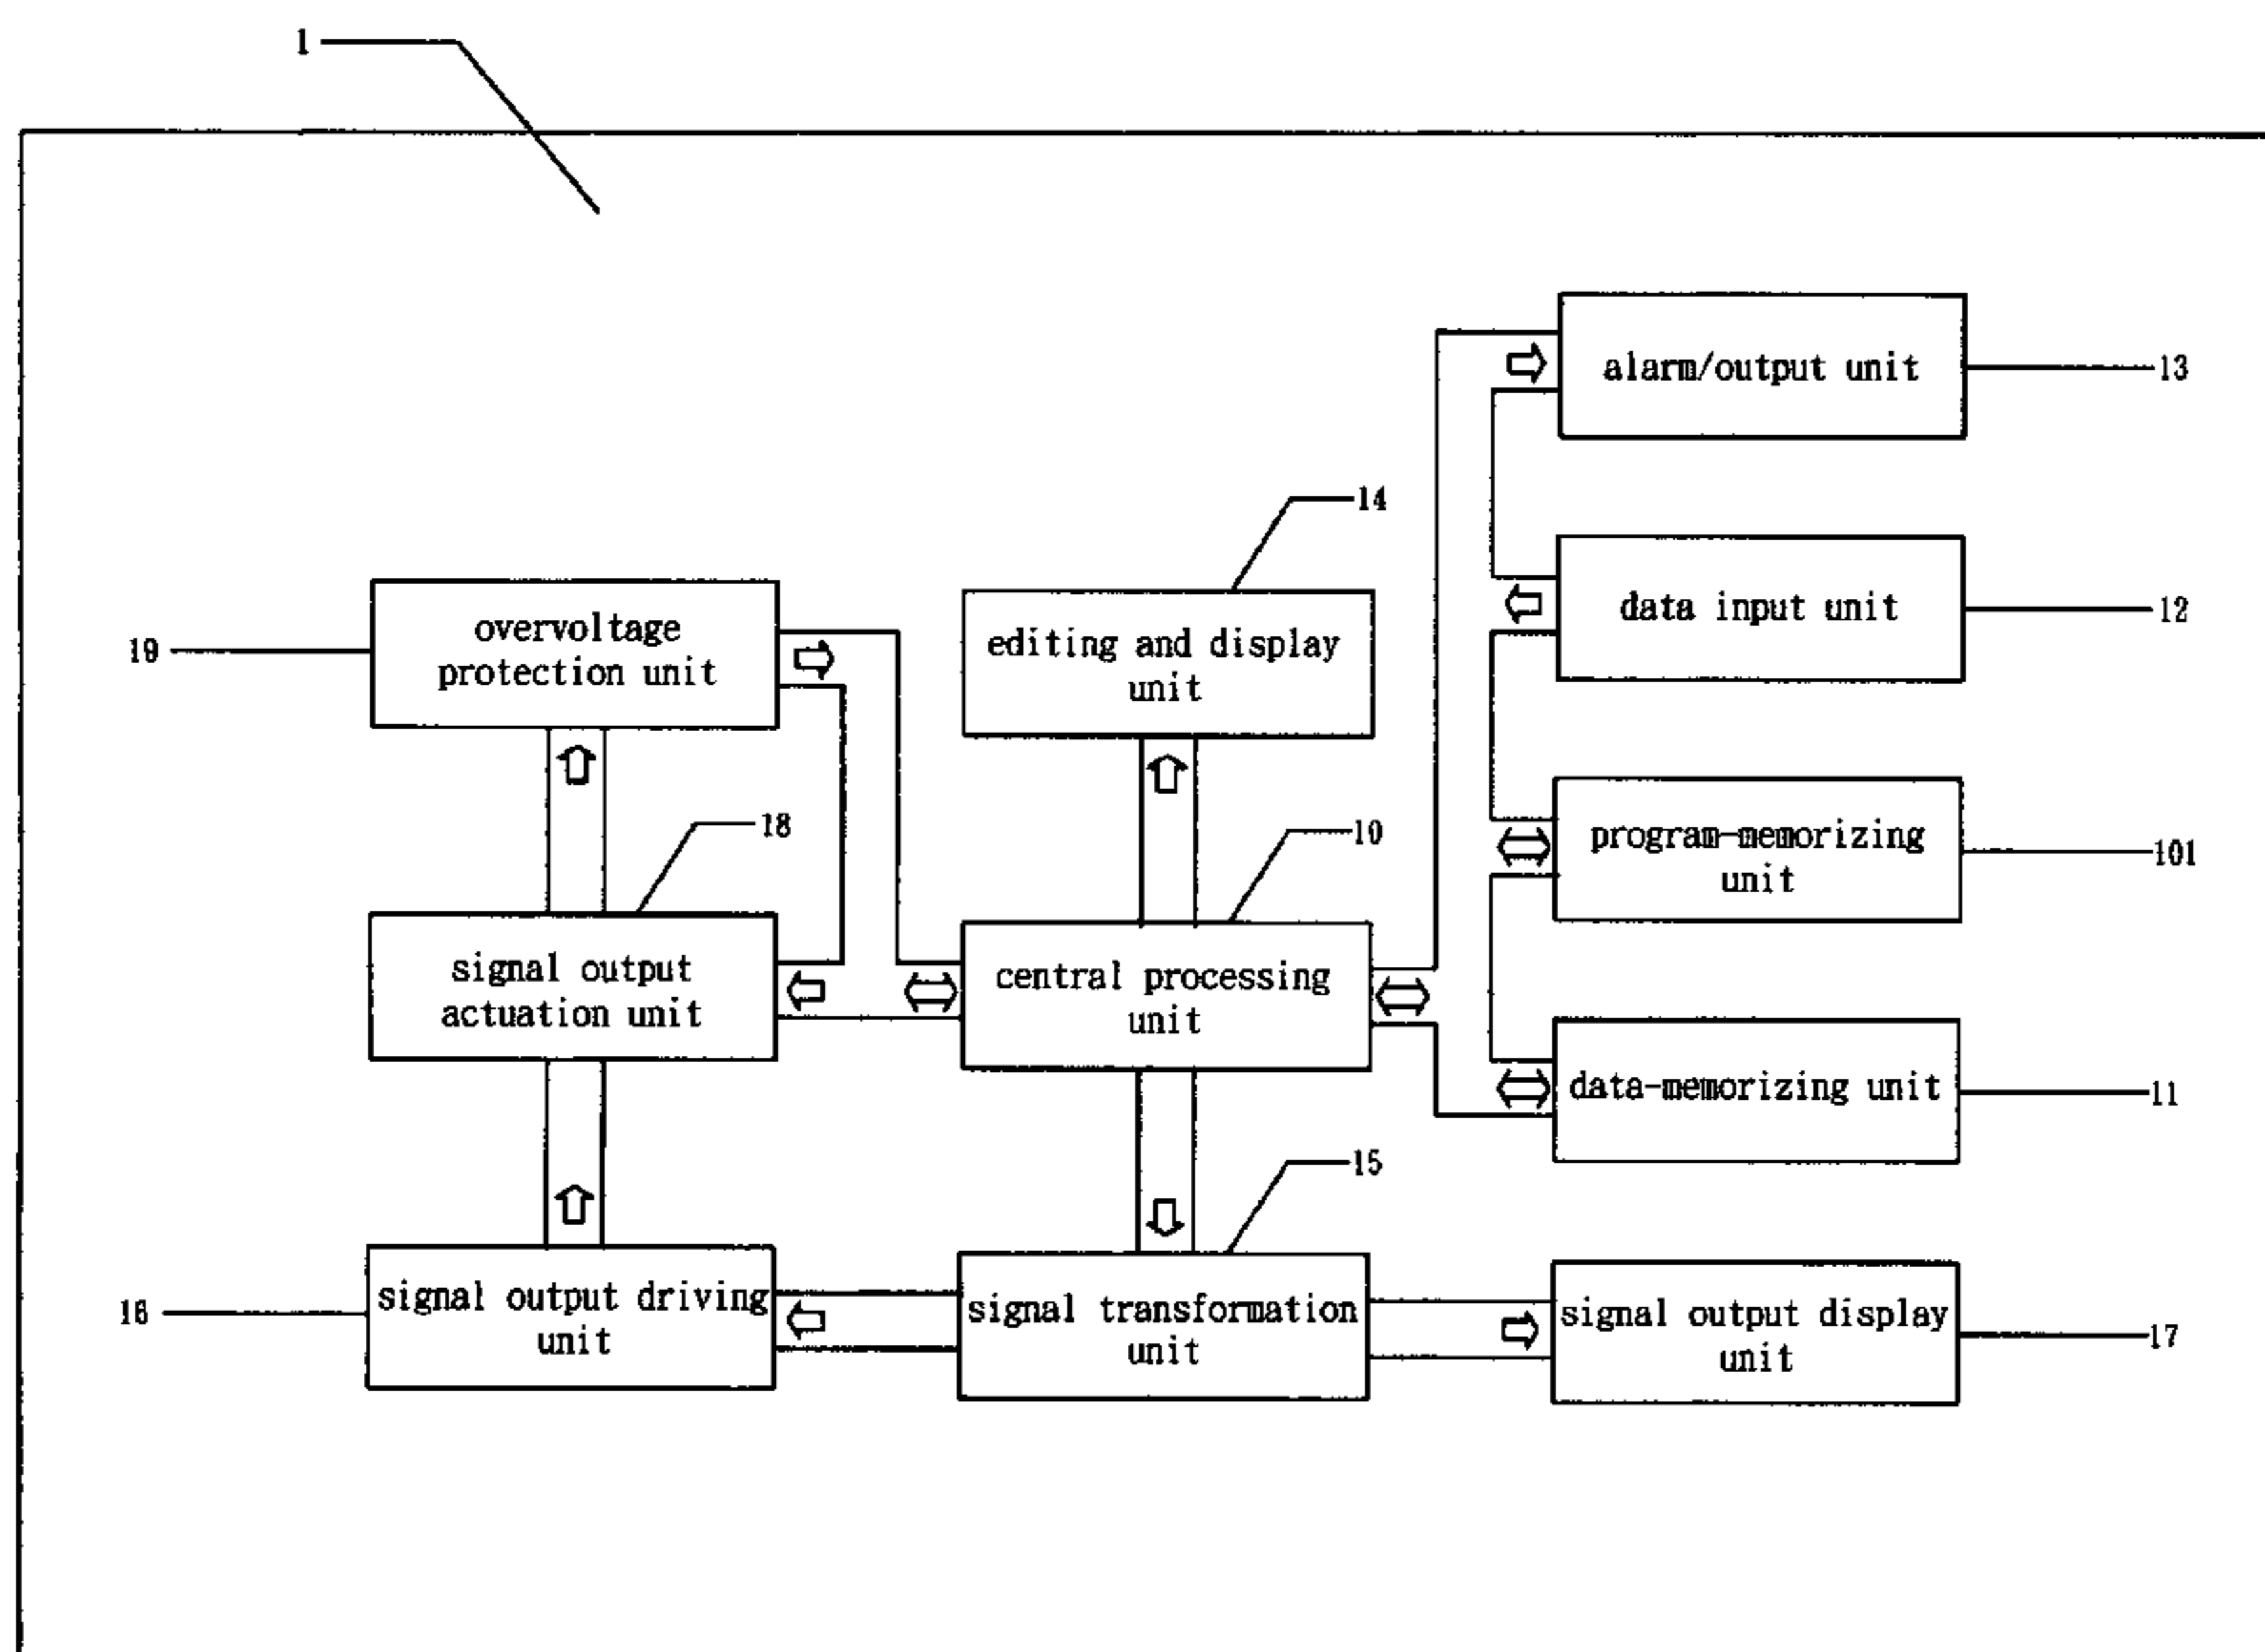 1
alarm/output unit
13
14
data input unit
12
overvoltage
protection unit
19
editing and display
unit
18
10
program-memorizing
unit
101
signal output
actuation unit
central processing
unit
data-memorizing unit
11
15
signal output driving
unit
16
signal transformation
unit
signal output display
unit
17